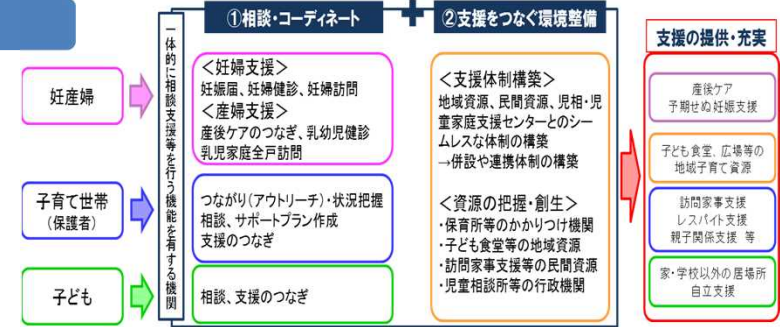 ①相談・コーディネート
②支援をつなぐ環境整備
支援の提供・充実
妊産婦
子育て世帯
（保護者）
子ども
一体的に相談支援等を行う機能を有する機関
＜妊婦支援＞
妊娠届、妊婦健診、妊婦訪問
＜産婦支援＞
産後ケアのつなぎ、乳幼児健診
乳児家庭全戸訪問
つながり（アウトリーチ）・状況把握
相談、サポートプラン作成
支援のつなぎ
相談、支援のつなぎ
＜支援体制構築＞
地域資源、民間資源、児相・児
童家庭支援センターとのシー
ムレスな体制の構築
→併設や連携体制の構築
＜資源の把握・創生＞
・保育所等のかかりつけ機関
・子ども食堂等の地域資源
・訪問家事支援等の民間資源
・児童相談所等の行政機関
産後ケア
予期せぬ妊娠支援
子ども食堂、広場等の
地域子育て資源
訪問家事支援
レスパイト支援
親子関係支援 等
家・学校以外の居場所
自立支援